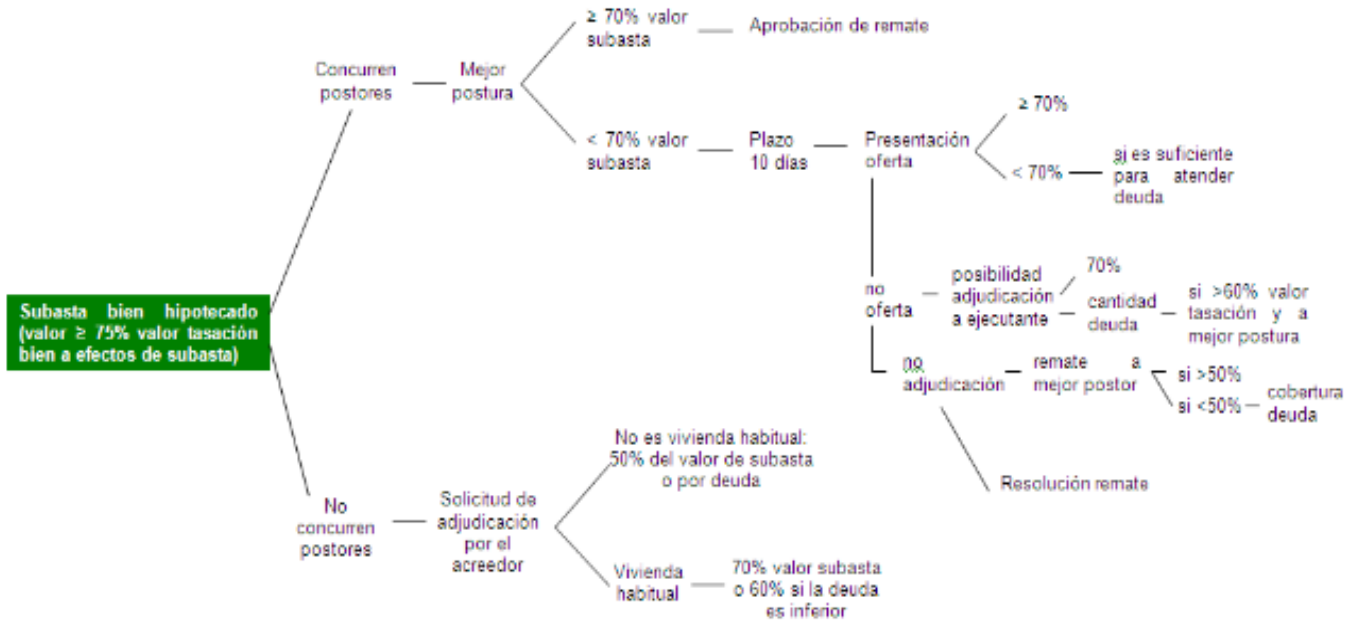 ≥ 70% valor
subasta
Aprobación de remate
Concurren
postores
Mejor
postura
< 70% valor
subasta
Plazo
10 días
Presentación
oferta
≥ 70%
< 70%
si es suficiente
para atender
deuda
Subasta bien hipotecado
(valor ≥ 75% valor tasación
bien a efectos de subasta)
no
oferta
posibilidad
adjudicación
a ejecutante
70%
cantidad
deuda
si >60% valor
tasación y a
mejor postura
no
adjudicación
remate a
mejor postor
si >50%
si <50%
cobertura
deuda
Resolución remate
No
concurren
postores
Solicitud de
adjudicación
por el
acreedor
No es vivienda habitual:
50% del valor de subasta
o por deuda
Vivienda
habitual
70% valor subasta
o 60% si la deuda
es inferior